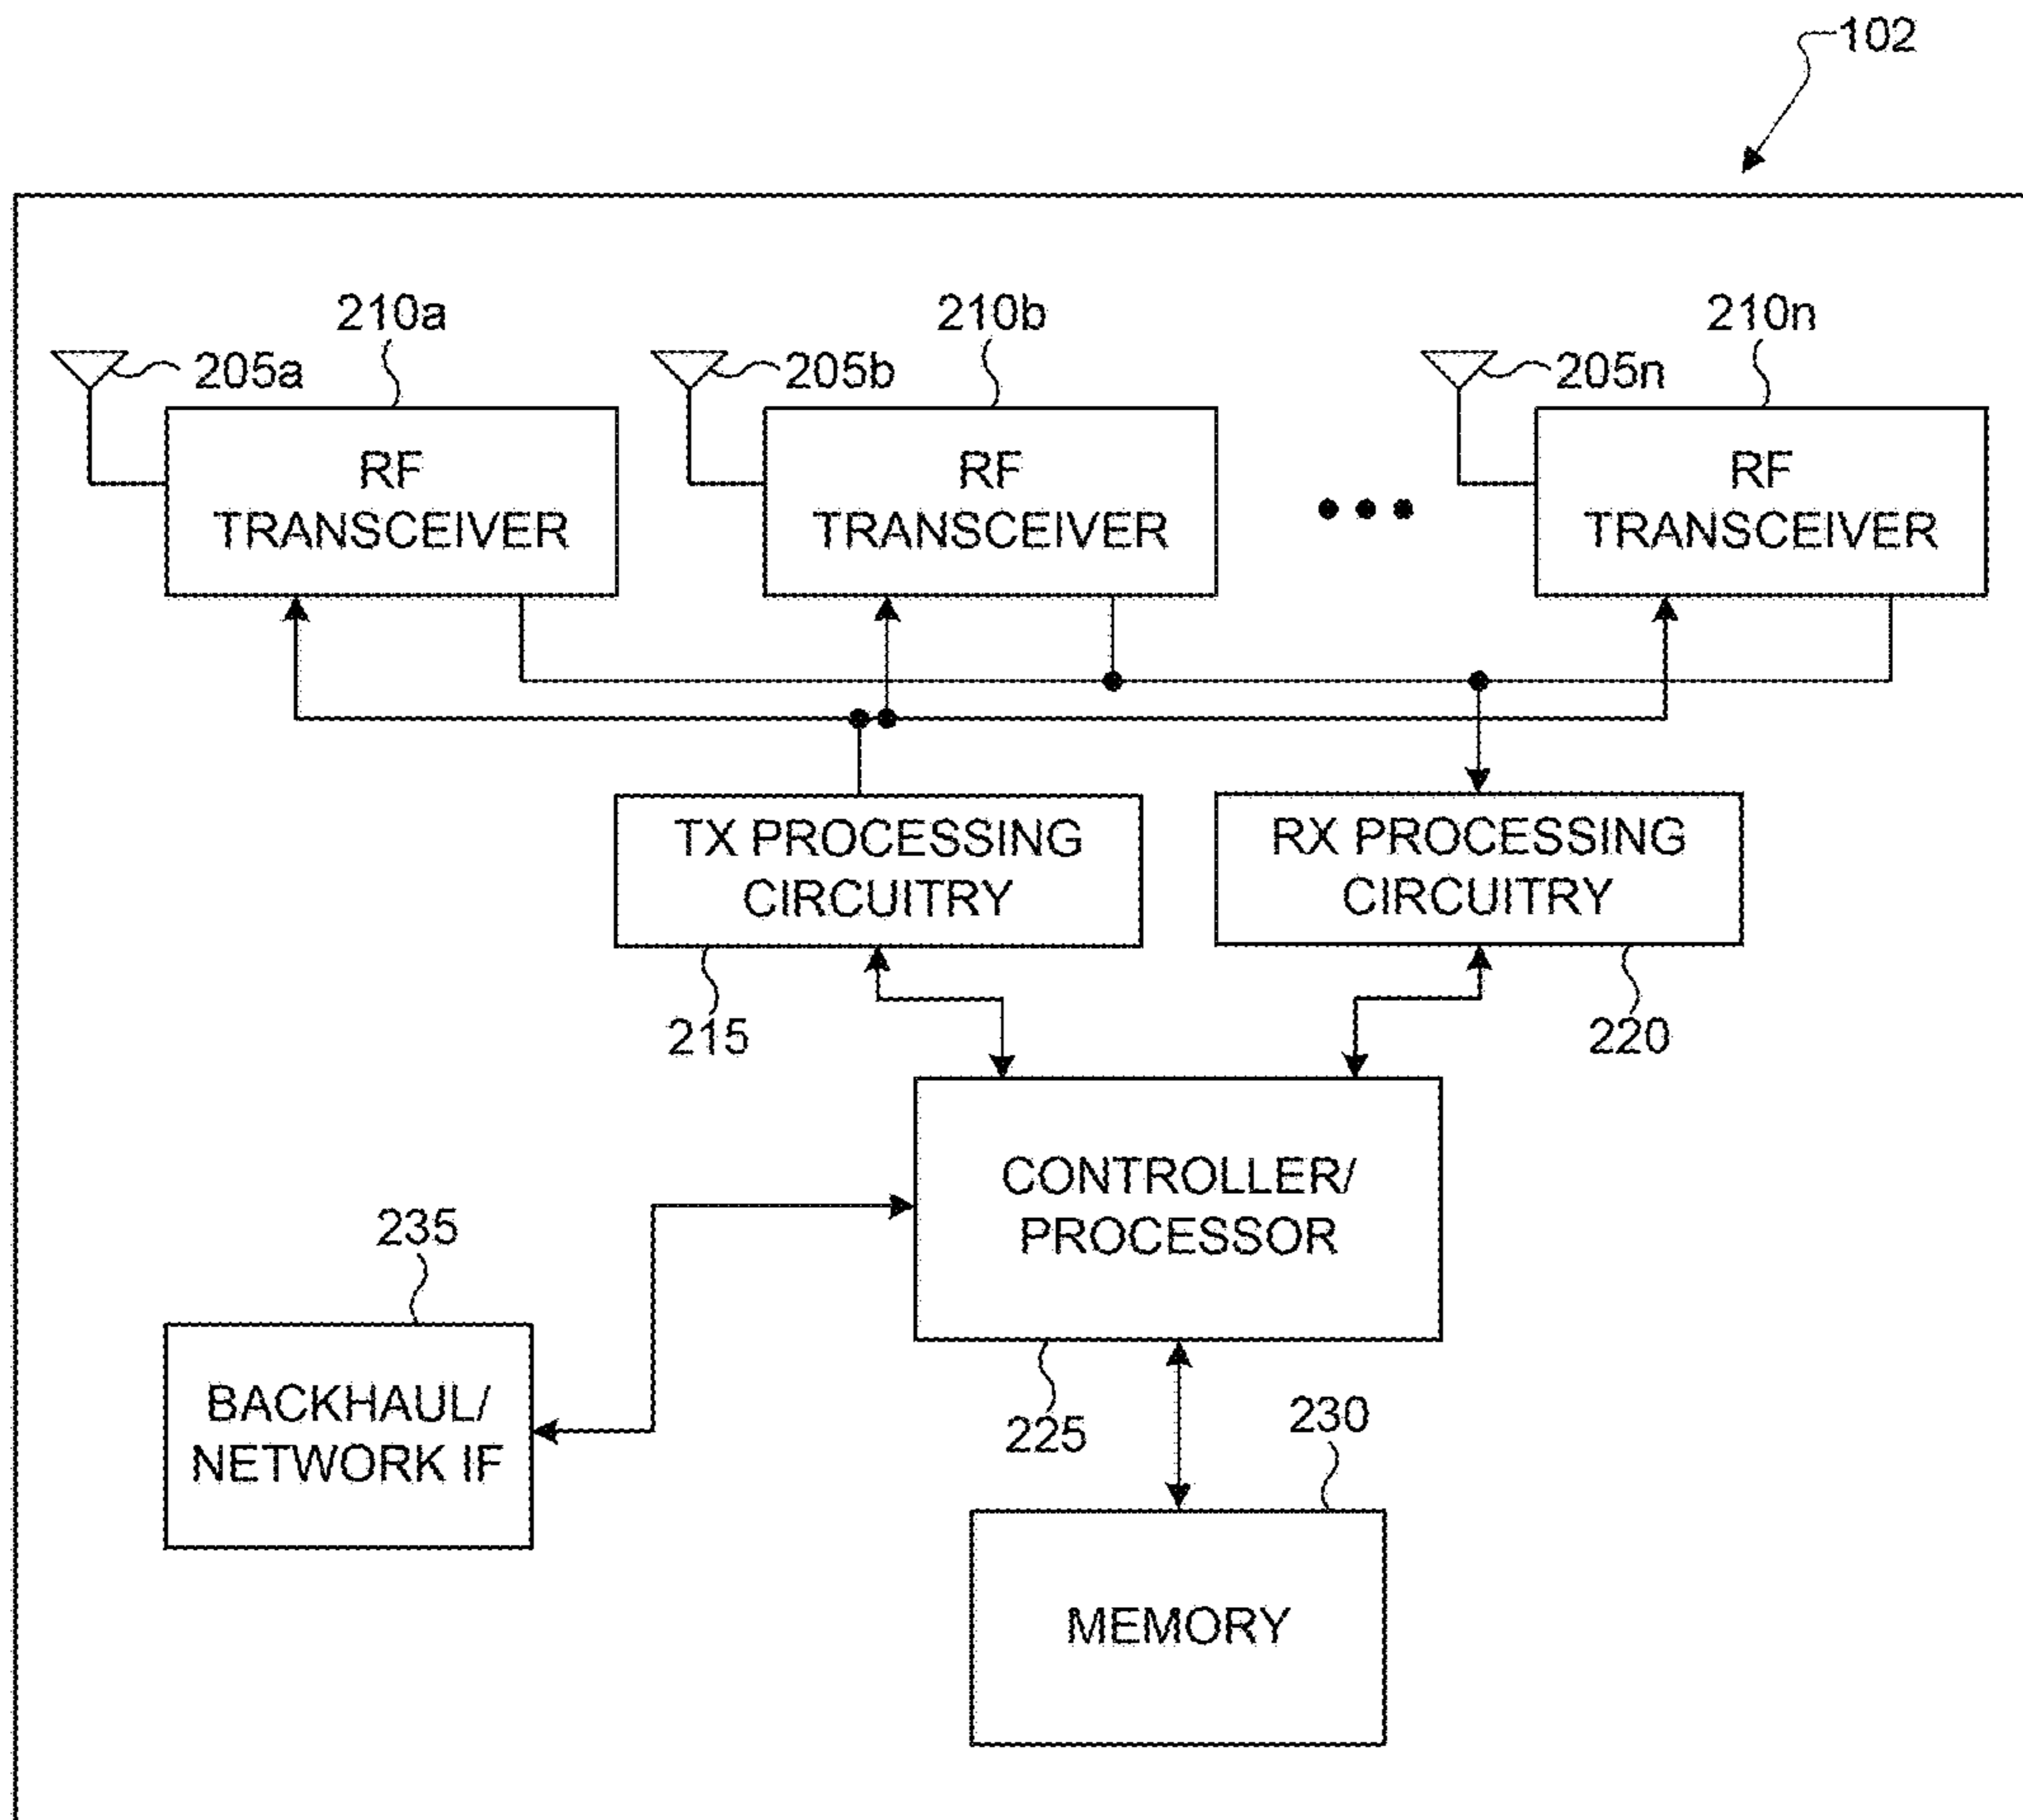 102
210a
210b
210n
205a
205b
205n
RF
TRANSCEIVER
RF
TRANSCEIVER
RF
TRANSCEIVER
TX PROCESSING
CIRCUITRY
RX PROCESSING
CIRCUITRY
215
220
CONTROLLER/
PROCESSOR
235
BACKHAUL/
NETWORK IF
225
230
MEMORY